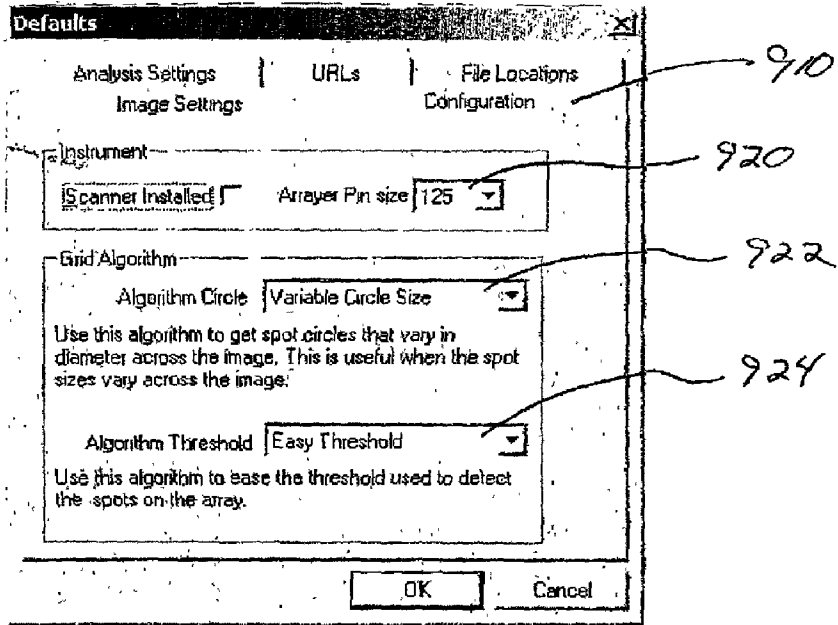 Defaults
Analysis Settings URLs File Locations
Image Settings Configuration
910
Instrument
Scanner Installed Arrayer Pin size 125
920
Grid Algorithm
922
Algorithm Circle Variable Circle Size
Use this algorithm to get spot circles that vary in
diameter across the image. This is useful when the spot
sizes vary across the image.
924
Algorithm Threshold Easy Threshold
Use this algorithm to ease the threshold used to detect
the spots on the array.
OK Cancel